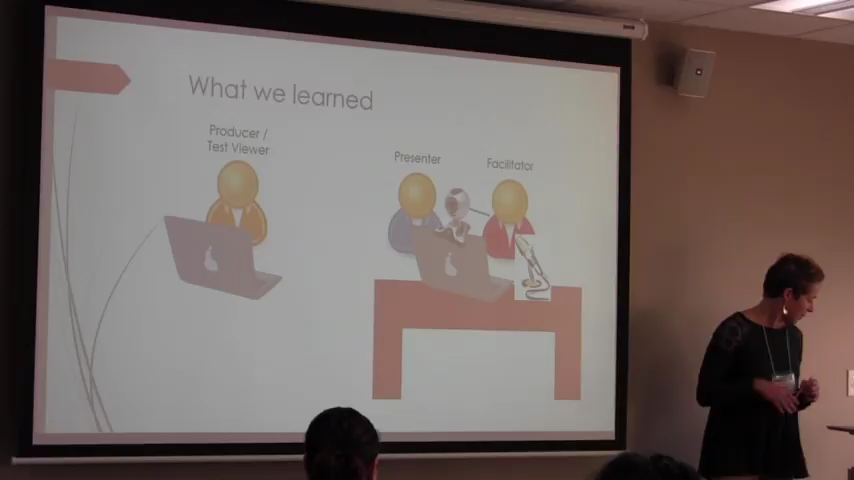 What we learned
Producer /
Test Viewer
Presenter
Facilitator